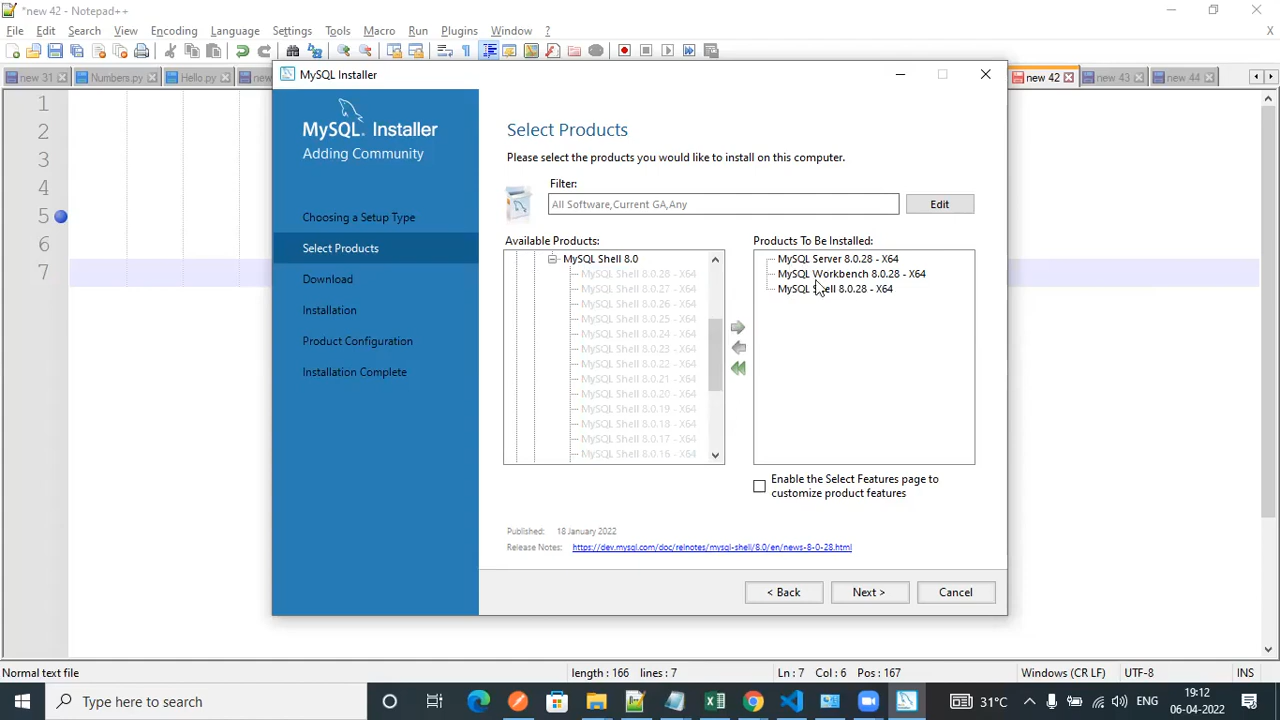 *new 42 - Notepad++
File Edit Search View Encoding Language Settings Tools Macro Run Plugins Window ? X
new 31 Numbers.py Hello.py new new 42 new 43 new 44
1
2
3
4
5
6
7
MySQL Installer
MySQL. Installer
Adding Community
Choosing a Setup Type
Select Products
Download
Installation
Product Configuration
Installation Complete
Select Products
Please select the products you would like to install on this computer.
Filter:
All Software,Current GA,Any
Edit
Available Products:
MySQL Shell 8.0
MySQL Shell 8.0.28 - X64
MySQL Shell 8.0.27 - X64
MySQL Shell 8.0.26 - X64
MySQL Shell 8.0.25 - X64
MySQL Shell 8.0.24 - X64
MySQL Shell 8.0.23 - X64
MySQL Shell 8.0.22 - X64
MySQL Shell 8.0.21 - X64
MySQL Shell 8.0.20 - X64
MySQL Shell 8.0.19 - X64
MySQL Shell 8.0.18 - X64
MySQL Shell 8.0.17 - X64
MySQL Shell 8.0.16 - X64
Products To Be Installed:
MySQL Server 8.0.28 - X64
MySQL Workbench 8.0.28 - X64
MySQL Shell 8.0.28 - X64
Enable the Select Features page to
customize product features
Published: 18 January 2022
Release Notes: https://dev.mysql.com/doc/relnotes/mysql-shell/8.0/en/news-8-0-28.html
< Back Next > Cancel
Normal text file length : 166 lines : 7 Ln : 7 Col : 6 Pos : 167 Windows (CR LF) UTF-8 INS
Type here to search 31°C ENG 19:12
06-04-2022